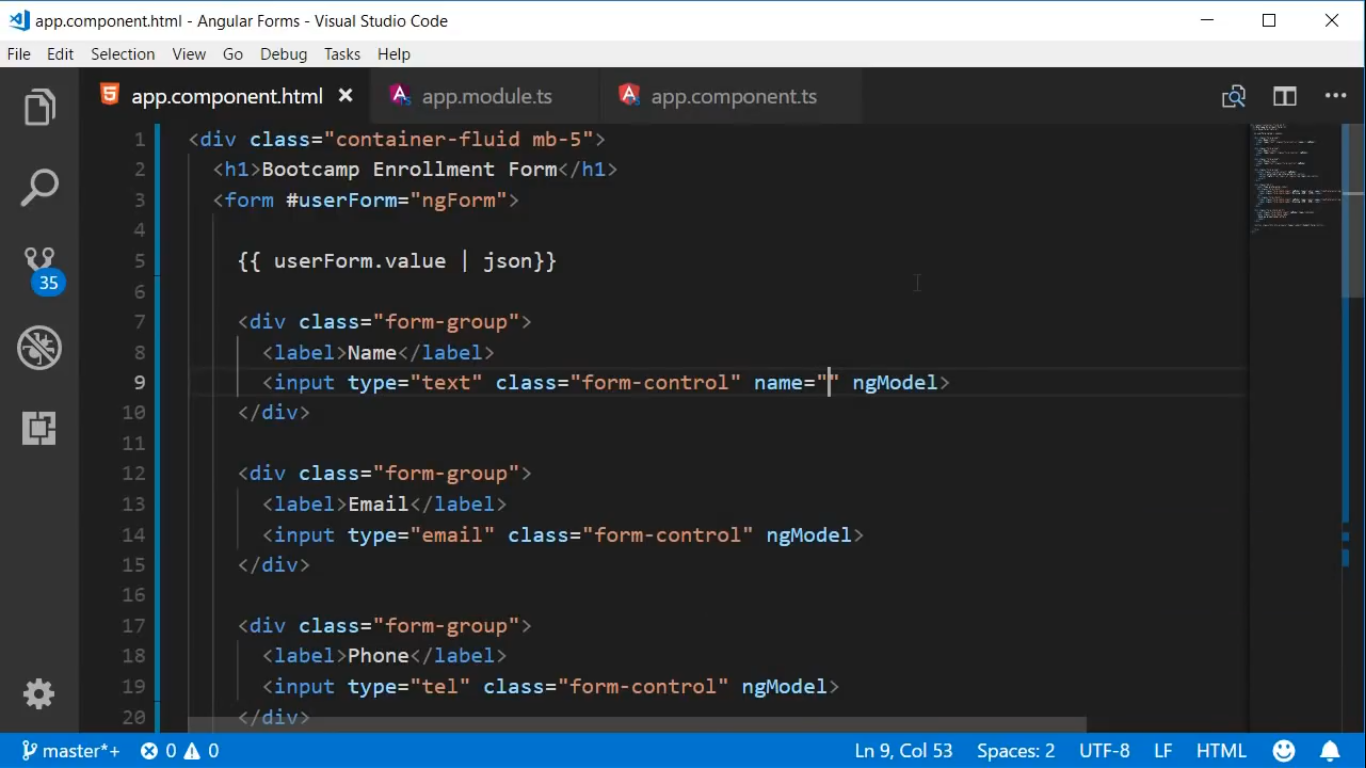 app.component.html - Angular Forms - Visual Studio Code
File Edit Selection View Go Debug Tasks Help
app.component.html app.module.ts app.component.ts
1 <div class="container-fluid mb-5">
2 <h1>Bootcamp Enrollment Form</h1>
3 <form #userForm="ngForm">
4
5 {{ userForm.value | json}}
6
7 <div class="form-group">
8 <label>Name</label>
9 <input type="text" class="form-control" name="" ngModel>
10 </div>
11
12 <div class="form-group">
13 <label>Email</label>
14 <input type="email" class="form-control" ngModel>
15 </div>
16
17 <div class="form-group">
18 <label>Phone</label>
19 <input type="tel" class="form-control" ngModel>
20 </div>
35
master*+ 0 0 Ln 9, Col 53 Spaces: 2 UTF-8 LF HTML